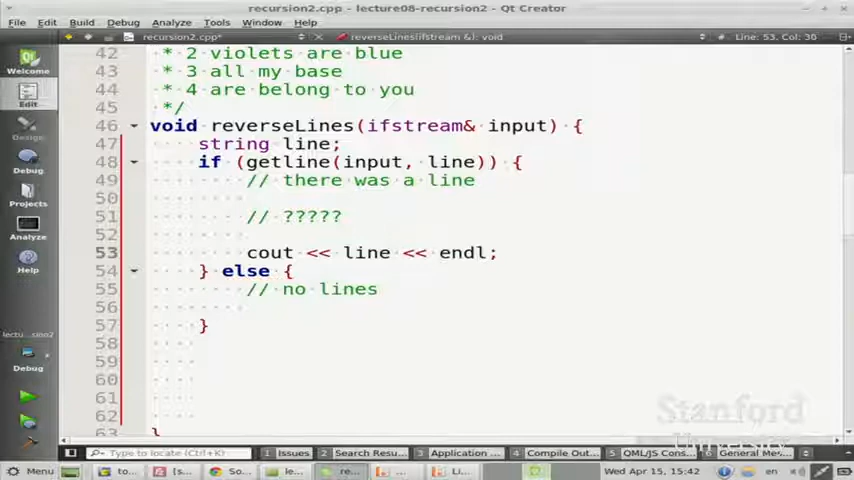 recursion2.cpp - lecture08-recursion2 - Qt Creator
File Edit Build Debug Analyze Tools Window Help
recursion2.cpp* reverseLines(ifstream &): void Line: 53, Col: 30
Welcome
Edit
Design
Debug
Projects
Analyze
Help
Debug
42 * 2 violets are blue
43 * 3 all my base
44 * 4 are belong to you
45 */
46 void reverseLines(ifstream& input) {
47 string line;
48 if (getline(input, line)) {
49 // there was a line
50
51 // ?????
52
53 cout << line << endl;
54 } else {
55 // no lines
56
57 }
58
59
60
61
62
63 }
Stanford
University
Type to locate (Ctrl... 1 Issues 2 Search Resu... 3 Application ... 4 Compile Out... 5 QML/JS Cons... 6 General Me...
Menu to... [s... So... le... re... Li... Wed Apr 15, 15:42 en